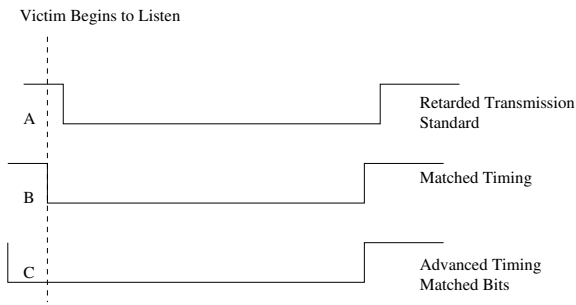 Victim Begins to Listen
A
Retarded Transmission
Standard
B
Matched Timing
C
Advanced Timing
Matched Bits